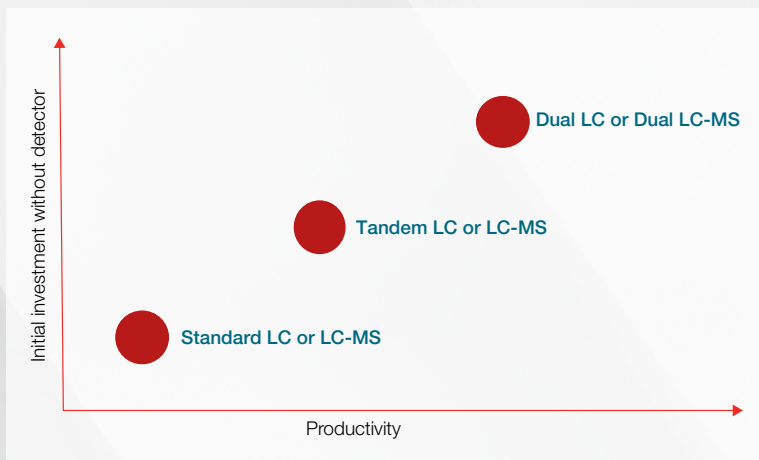 Initial investment without detector
Dual LC or Dual LC-MS
Tandem LC or LC-MS
Standard LC or LC-MS
Productivity